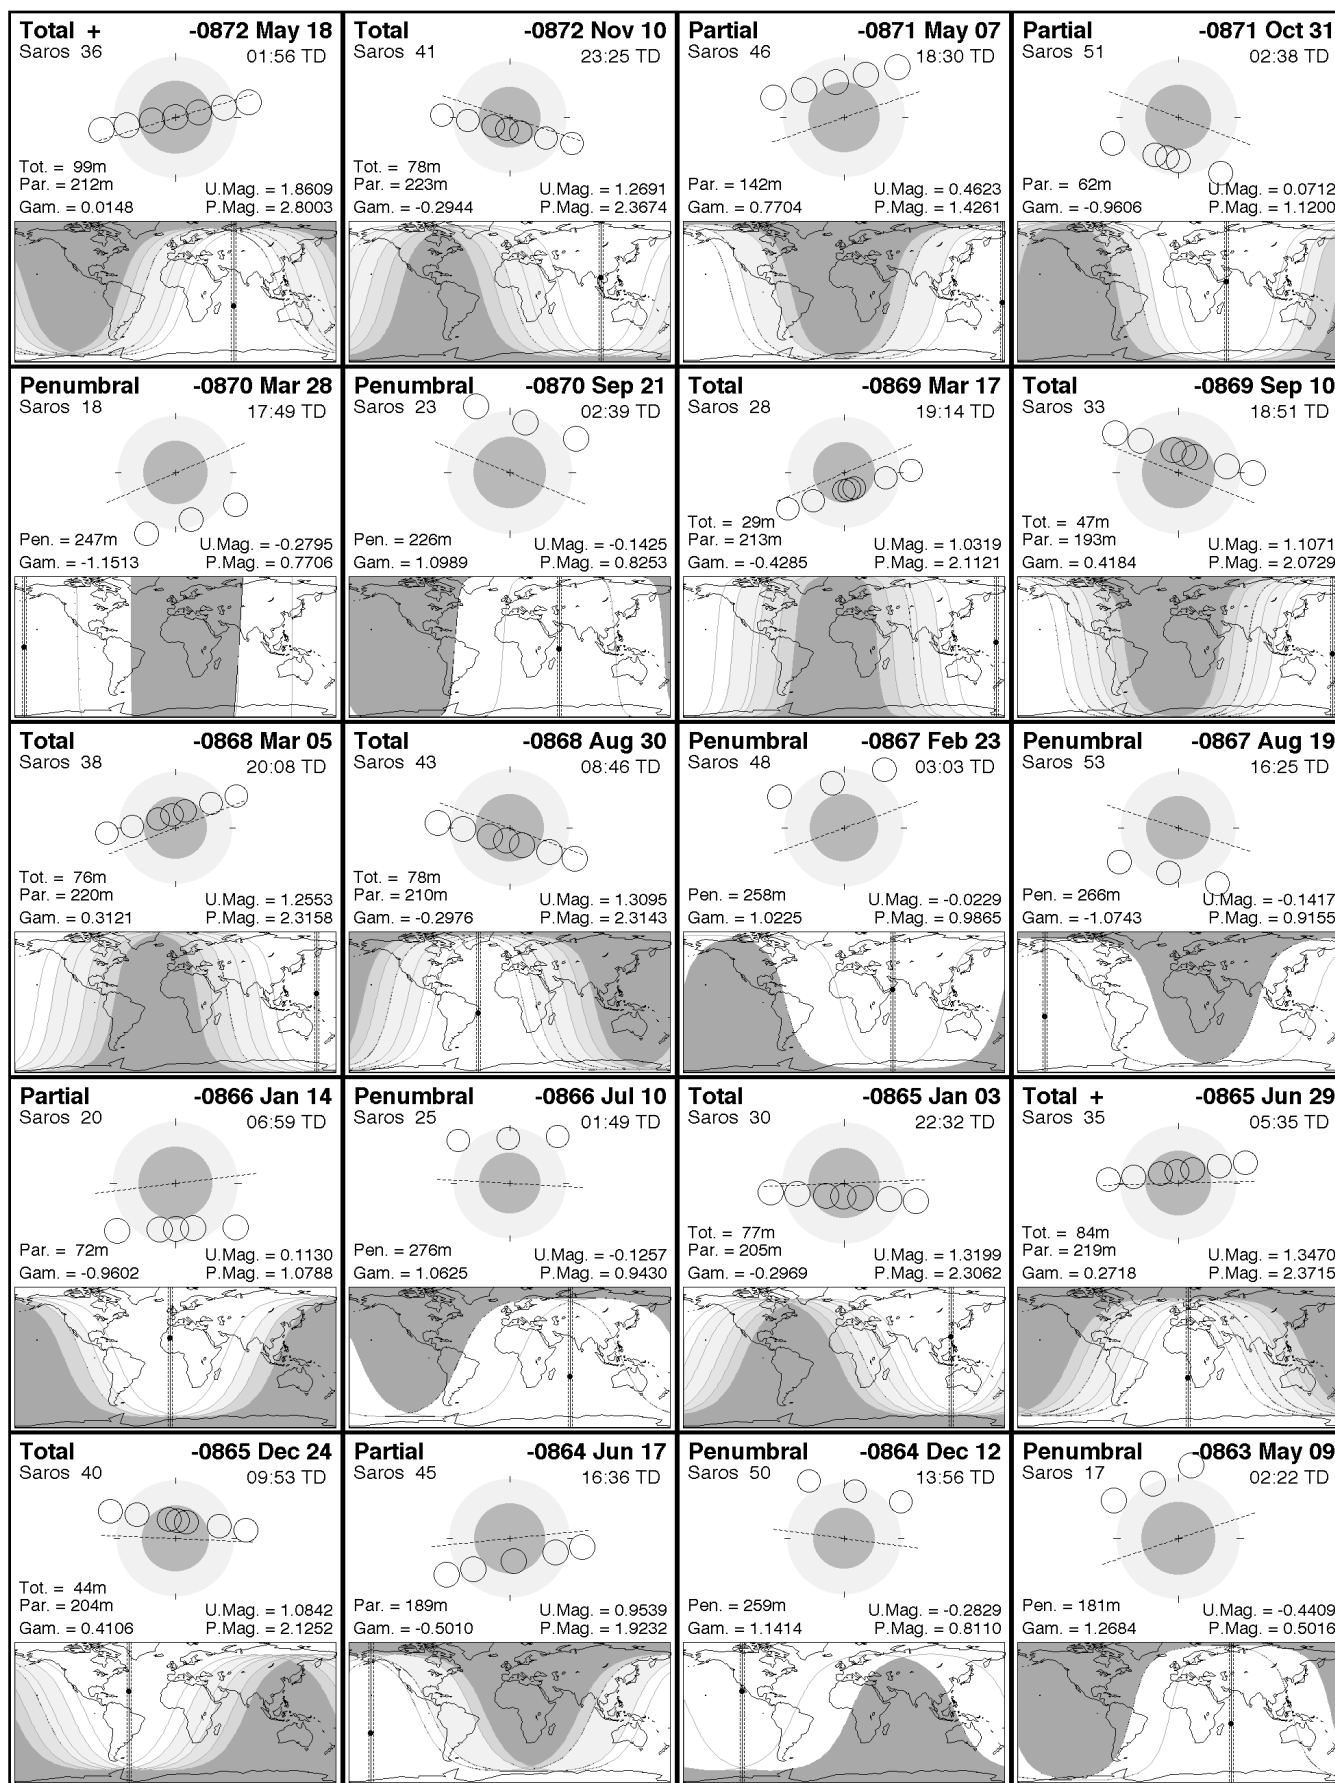 Total + -0872 May 18
Saros 36 01:56 TD
Tot. = 99m
Par. = 212m U.Mag. = 1.8609
Gam. = 0.0148 P.Mag. = 2.8003
Total -0872 Nov 10
Saros 41 23:25 TD
Tot. = 78m
Par. = 223m U.Mag. = 1.2691
Gam. = -0.2944 P.Mag. = 2.3674
Partial -0871 May 07
Saros 46 18:30 TD
Par. = 142m U.Mag. = 0.4623
Gam. = 0.7704 P.Mag. = 1.4261
Partial -0871 Oct 31
Saros 51 02:38 TD
Par. = 62m U.Mag. = 0.0712
Gam. = -0.9606 P.Mag. = 1.1200
Penumbral -0870 Mar 28
Saros 18 17:49 TD
Pen. = 247m U.Mag. = -0.2795
Gam. = -1.1513 P.Mag. = 0.7706
Penumbral -0870 Sep 21
Saros 23 02:39 TD
Pen. = 226m U.Mag. = -0.1425
Gam. = 1.0989 P.Mag. = 0.8253
Total -0869 Mar 17
Saros 28 19:14 TD
Tot. = 29m
Par. = 213m U.Mag. = 1.0319
Gam. = -0.4285 P.Mag. = 2.1121
Total -0869 Sep 10
Saros 33 18:51 TD
Tot. = 47m
Par. = 193m U.Mag. = 1.1071
Gam. = 0.4184 P.Mag. = 2.0729
Total -0868 Mar 05
Saros 38 20:08 TD
Tot. = 76m
Par. = 220m U.Mag. = 1.2553
Gam. = 0.3121 P.Mag. = 2.3158
Total -0868 Aug 30
Saros 43 08:46 TD
Tot. = 78m
Par. = 210m U.Mag. = 1.3095
Gam. = -0.2976 P.Mag. = 2.3143
Penumbral -0867 Feb 23
Saros 48 03:03 TD
Pen. = 258m U.Mag. = -0.0229
Gam. = 1.0225 P.Mag. = 0.9865
Penumbral -0867 Aug 19
Saros 53 16:25 TD
Pen. = 266m U.Mag. = -0.1417
Gam. = -1.0743 P.Mag. = 0.9155
Partial -0866 Jan 14
Saros 20 06:59 TD
Par. = 72m U.Mag. = 0.1130
Gam. = -0.9602 P.Mag. = 1.0788
Penumbral -0866 Jul 10
Saros 25 01:49 TD
Pen. = 276m U.Mag. = -0.1257
Gam. = 1.0625 P.Mag. = 0.9430
Total -0865 Jan 03
Saros 30 22:32 TD
Tot. = 77m
Par. = 205m U.Mag. = 1.3199
Gam. = -0.2969 P.Mag. = 2.3062
Total + -0865 Jun 29
Saros 35 05:35 TD
Tot. = 84m
Par. = 219m U.Mag. = 1.3470
Gam. = 0.2718 P.Mag. = 2.3715
Total -0865 Dec 24
Saros 40 09:53 TD
Tot. = 44m
Par. = 204m U.Mag. = 1.0842
Gam. = 0.4106 P.Mag. = 2.1252
Partial -0864 Jun 17
Saros 45 16:36 TD
Par. = 189m U.Mag. = 0.9539
Gam. = -0.5010 P.Mag. = 1.9232
Penumbral -0864 Dec 12
Saros 50 13:56 TD
Pen. = 259m U.Mag. = -0.2829
Gam. = 1.1414 P.Mag. = 0.8110
Penumbral -0863 May 09
Saros 17 02:22 TD
Pen. = 181m U.Mag. = -0.4409
Gam. = 1.2684 P.Mag. = 0.5016